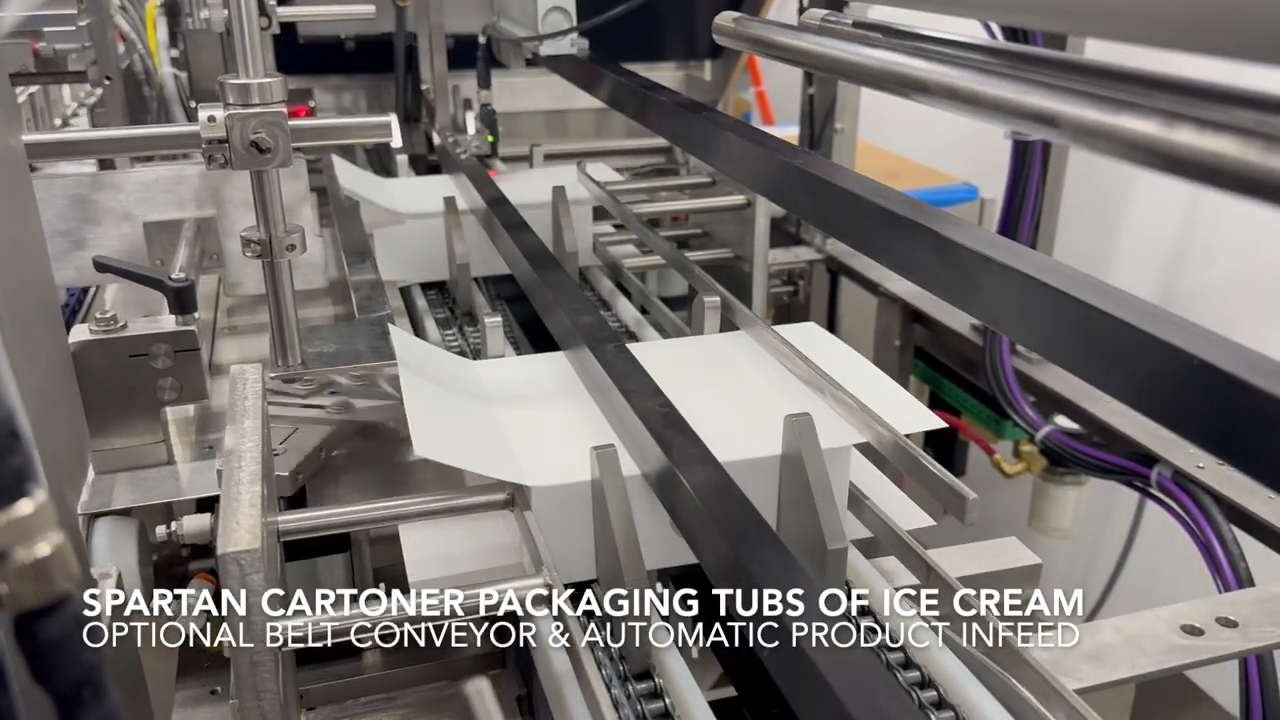 SPARTAN CARTONER PACKAGING TUBS OF ICE CREAM
OPTIONAL BELT CONVEYOR & AUTOMATIC PRODUCT INFEED